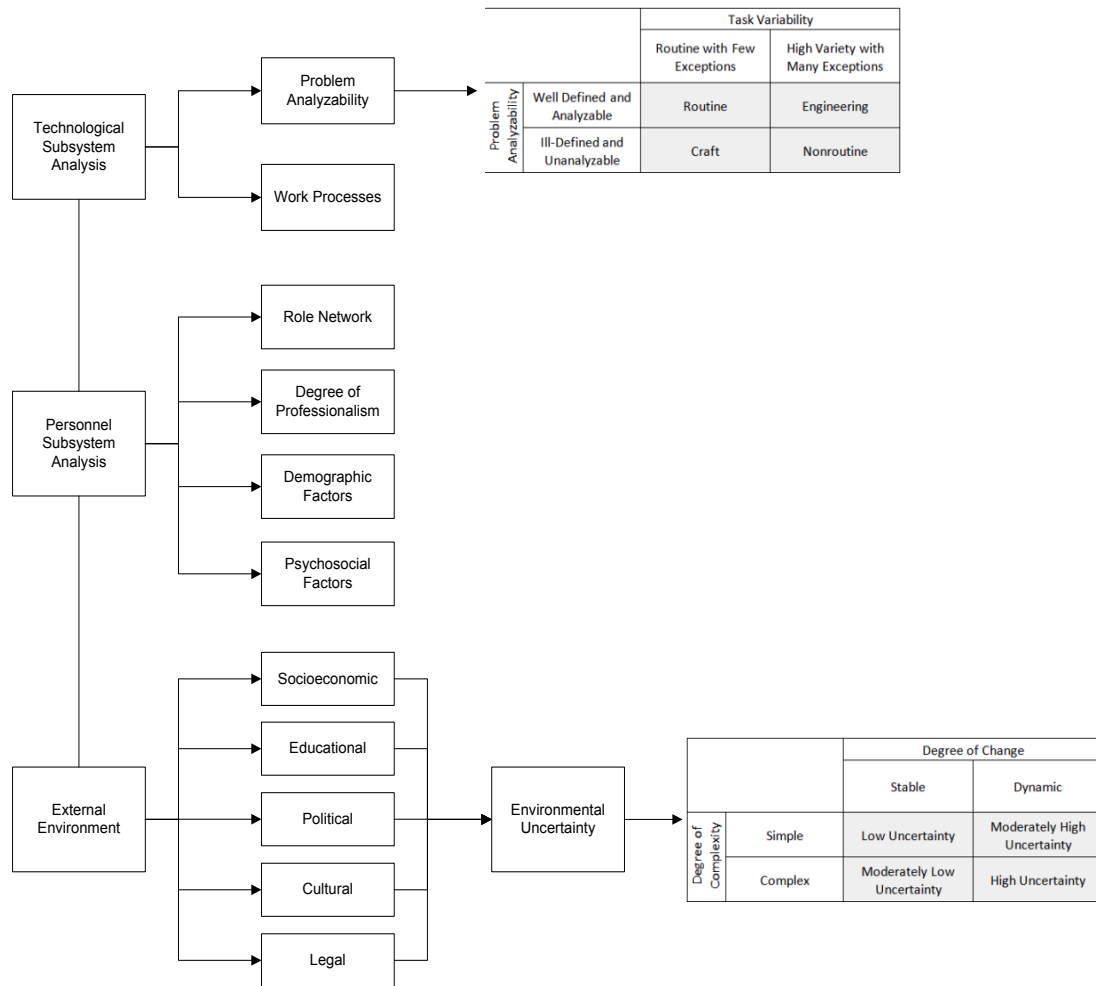 Task Variability
Routine with Few
Exceptions
High Variety with
Many Exceptions
Problem
Analyzability
Well Defined and
Analyzable
Routine
Engineering
Ill-Defined and
Unanalyzable
Craft
Nonroutine
Technological
Subsystem
Analysis
Problem
Analyzability
Work Processes
Personnel
Subsystem
Analysis
Role Network
Degree of
Professionalism
Demographic
Factors
Psychosocial
Factors
External
Environment
Socioeconomic
Educational
Political
Cultural
Legal
Environmental
Uncertainty
Degree of Change
Stable
Dynamic
Degree of
Complexity
Simple
Low Uncertainty
Moderately High
Uncertainty
Complex
Moderately Low
Uncertainty
High Uncertainty